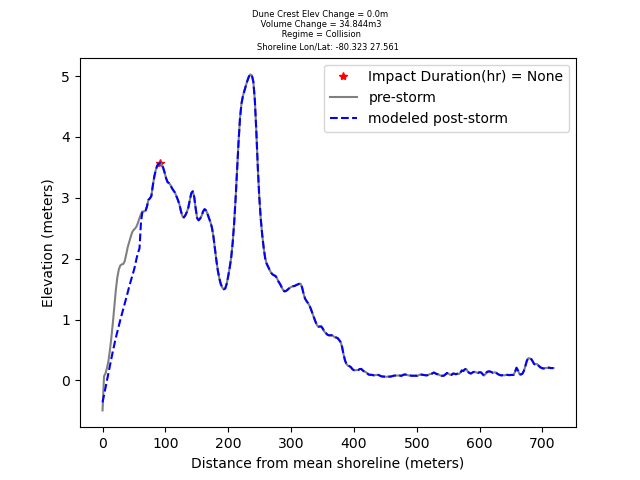 Dune Crest Elev Change = 0.0m
Volume Change = 34.844m3
Regime = Collision
Shoreline Lon/Lat: -80.323 27.561
Impact Duration(hr) = None
pre-storm
modeled post-storm
Elevation (meters)
5
4
3
2
1
0
0 100 200 300 400 500 600 700
Distance from mean shoreline (meters)